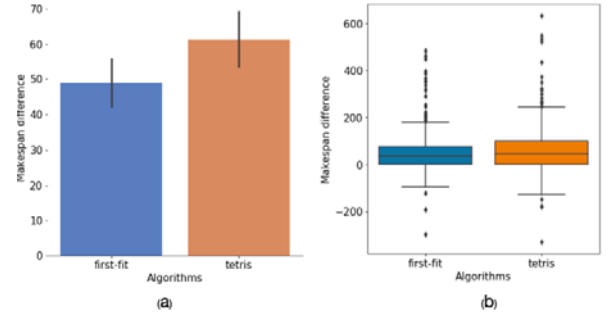 70
60
50
40
30
20
10
0
Makespan difference
first-fit
tetris
Algorithms
(a)
600
400
200
0
−200
Makespan difference
first-fit
tetris
Algorithms
(b)